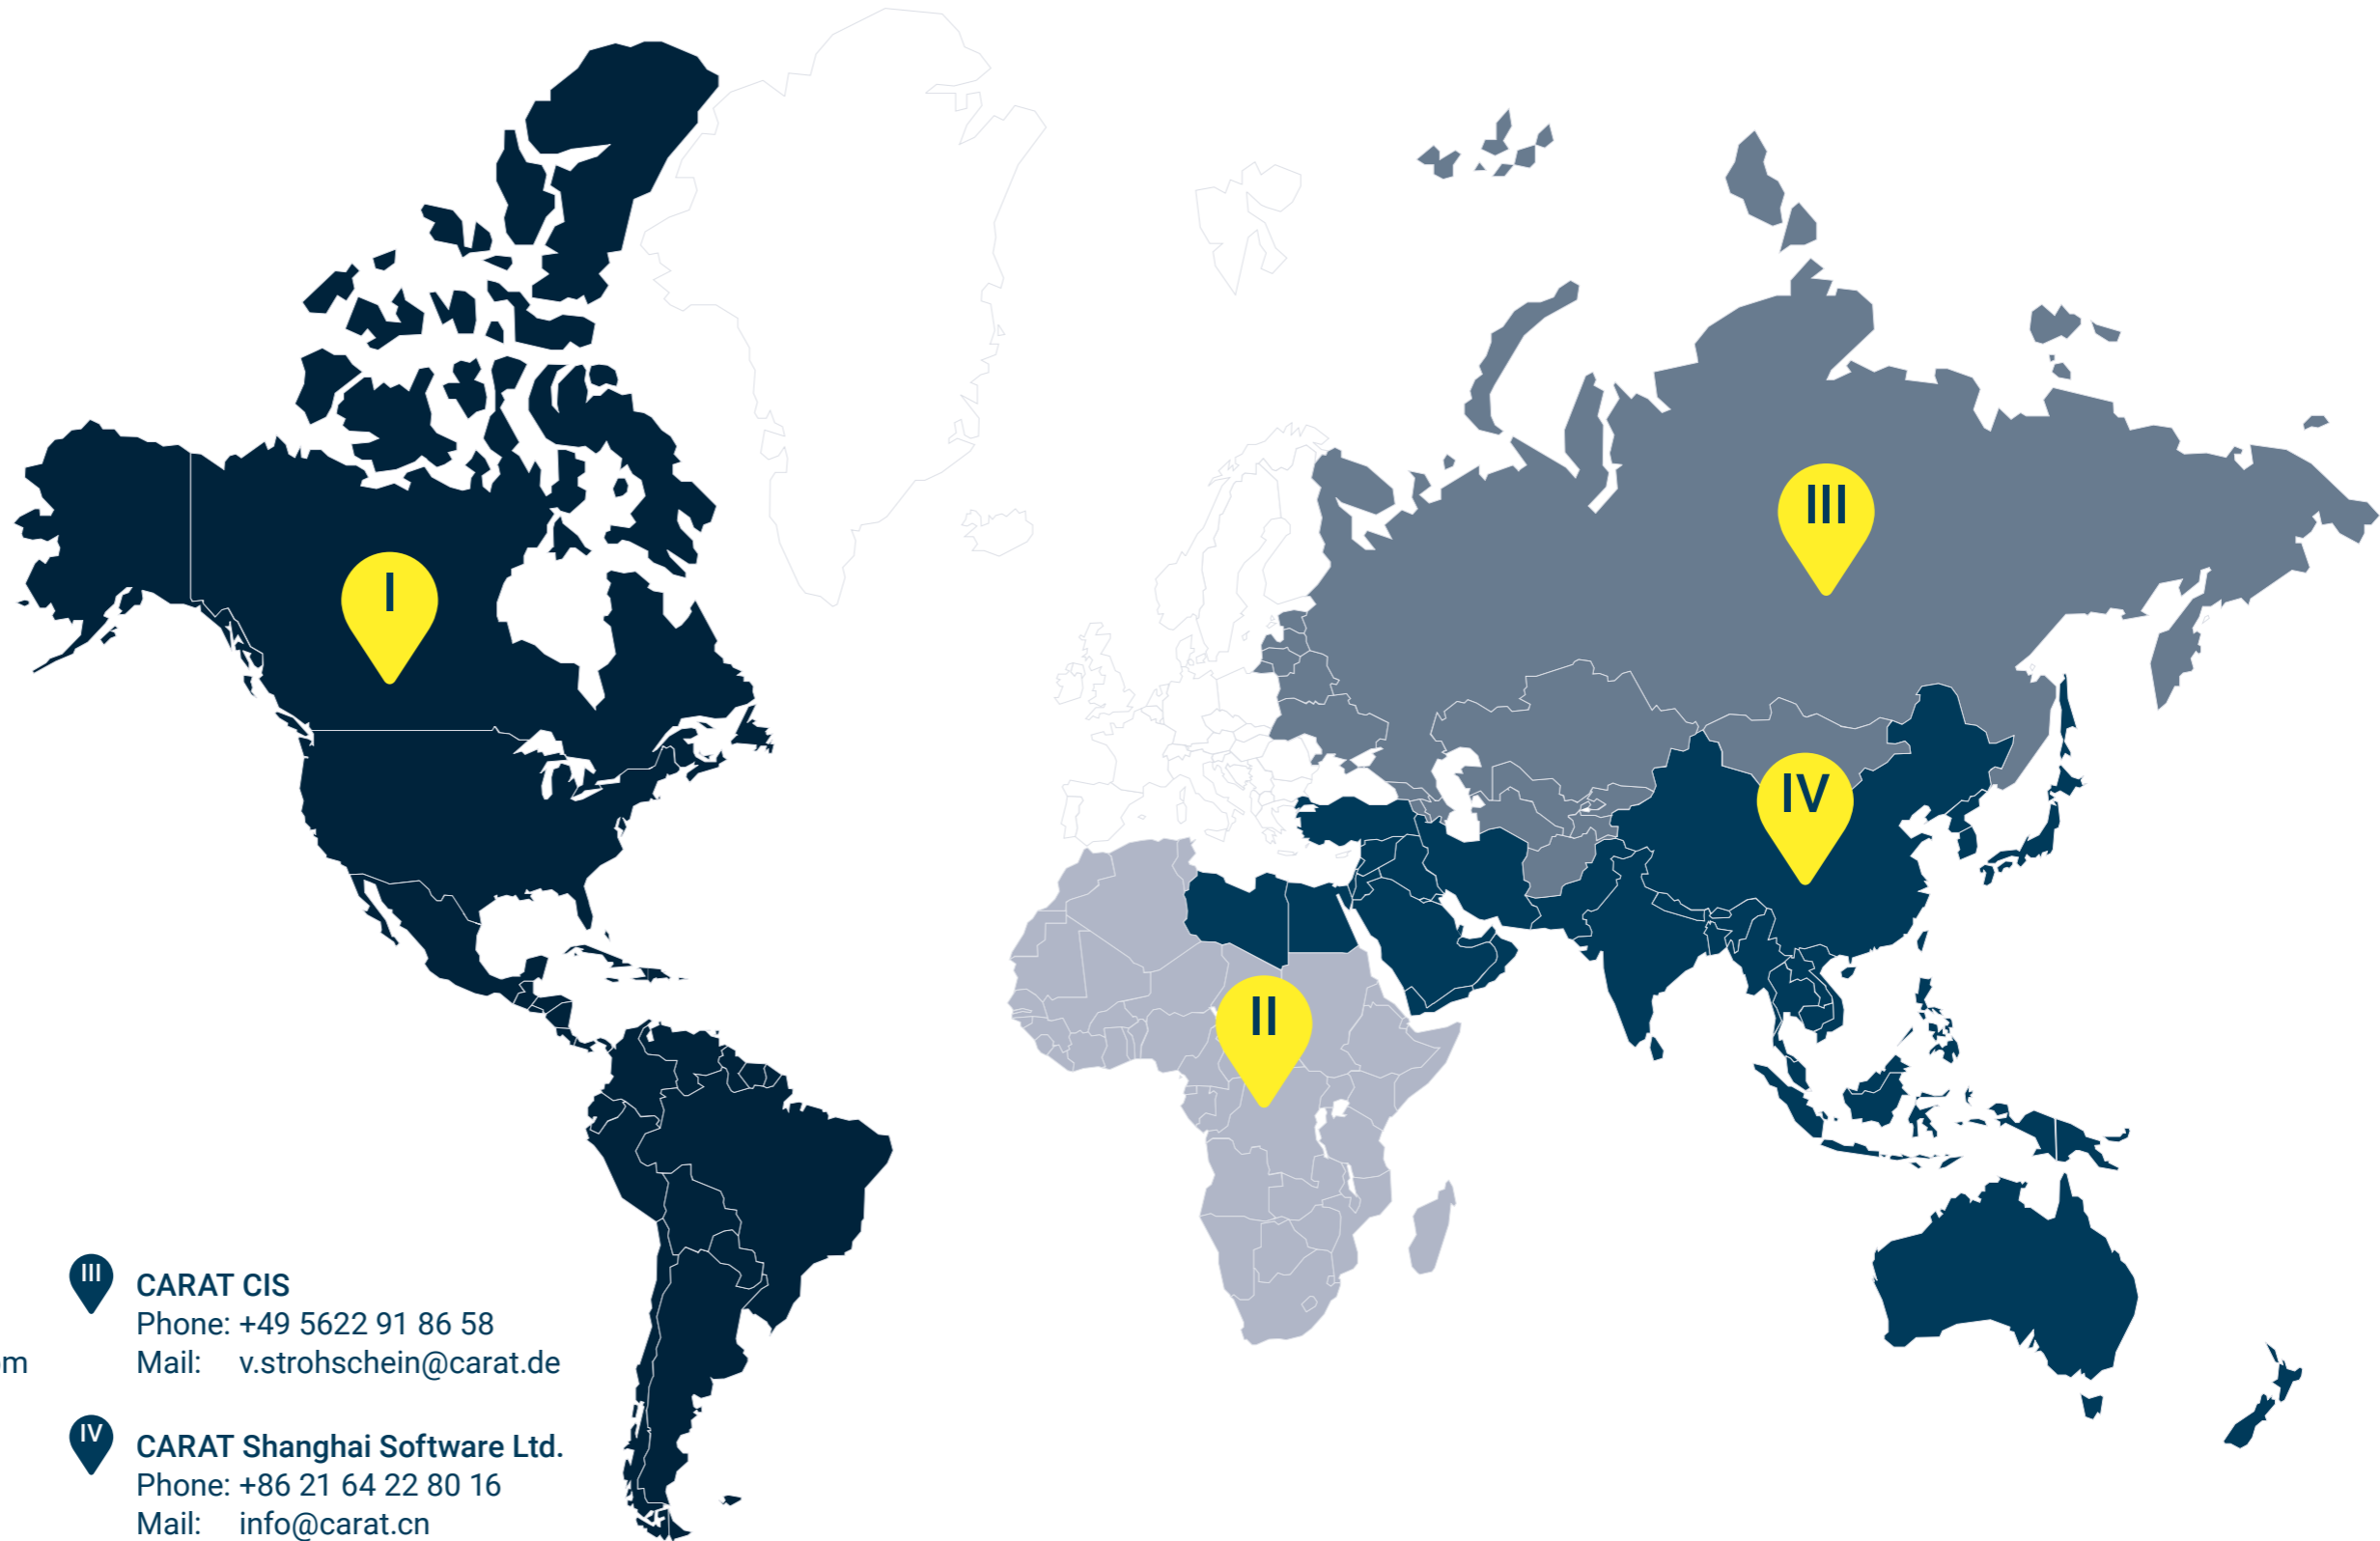 I
II
III
IV
III
CARAT CIS
Phone: +49 5622 91 86 58
Mail: v.strohschein@carat.de
IV
CARAT Shanghai Software Ltd.
Phone: +86 21 64 22 80 16
Mail: info@carat.cn